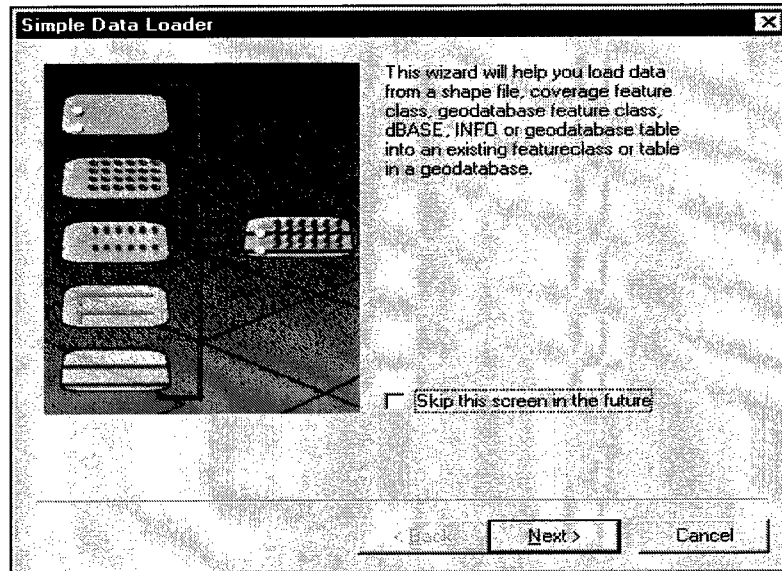 Simple Data Loader
This wizard will help you load data
from a shape file, coverage feature
class, geodatabase feature class,
dBASE, INFO or geodatabase table
into an existing featureclass or table
in a geodatabase.
Skip this screen in the future
< Back
Next >
Cancel